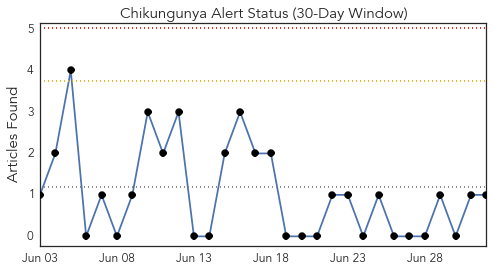 Chikungunya Alert Status (30-Day Window)
Articles Found
5
4
3
2
1
0
Jun 03 Jun 08 Jun 13 Jun 18 Jun 23 Jun 28